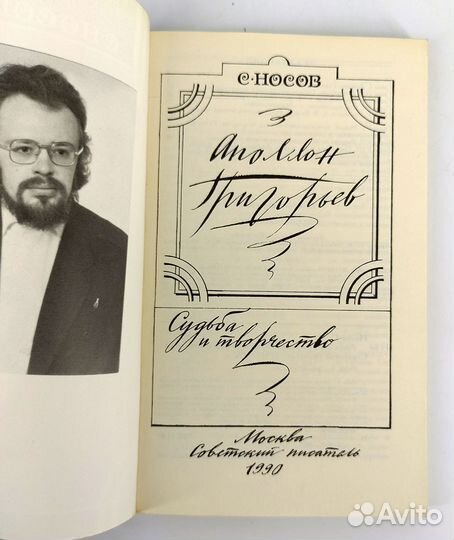 С. НОСОВ
Аполлон
Григорьев
Судьба
и творчество
Москва
Советский писатель
1990
Avito